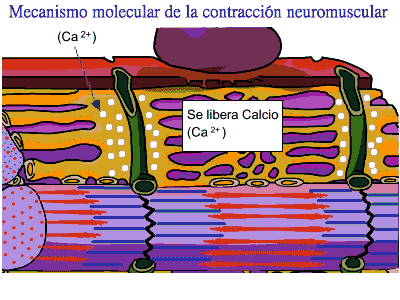 Mecanismo molecular de la contracción neuromuscular
(Ca 2+)
Se libera Calcio
(Ca 2+)